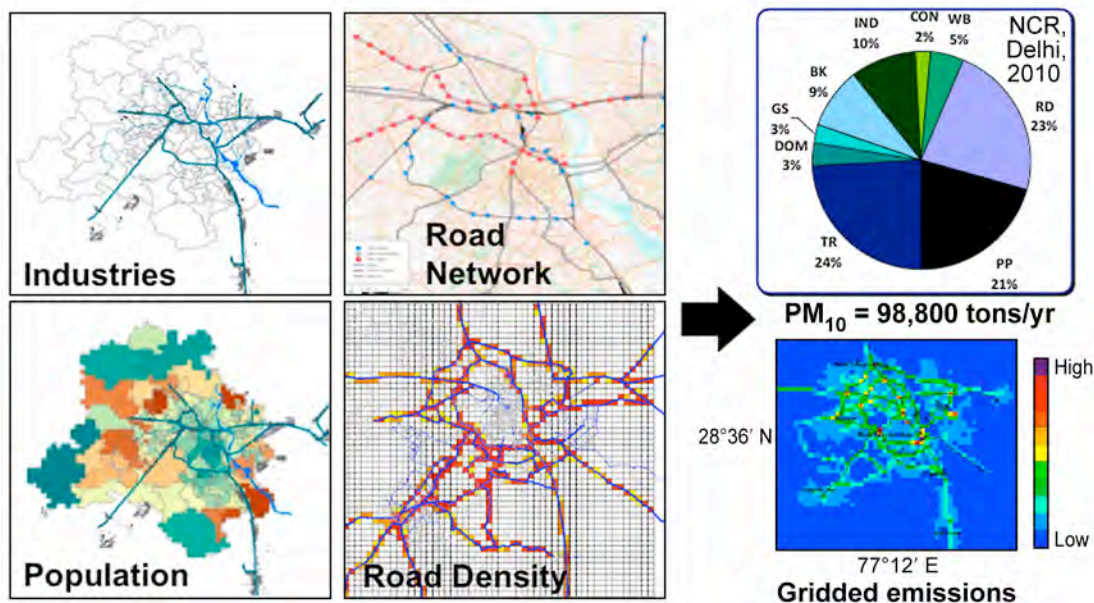 Industries
Road
Network
Population
Road Density
NCR,
Delhi,
2010
IND
10%
CON
2%
WB
5%
BK
9%
RD
23%
GS
3%
DOM
3%
TR
24%
PP
21%
PM₁₀ = 98,800 tons/yr
High
28°36′ N
Low
77°12′ E
Gridded emissions